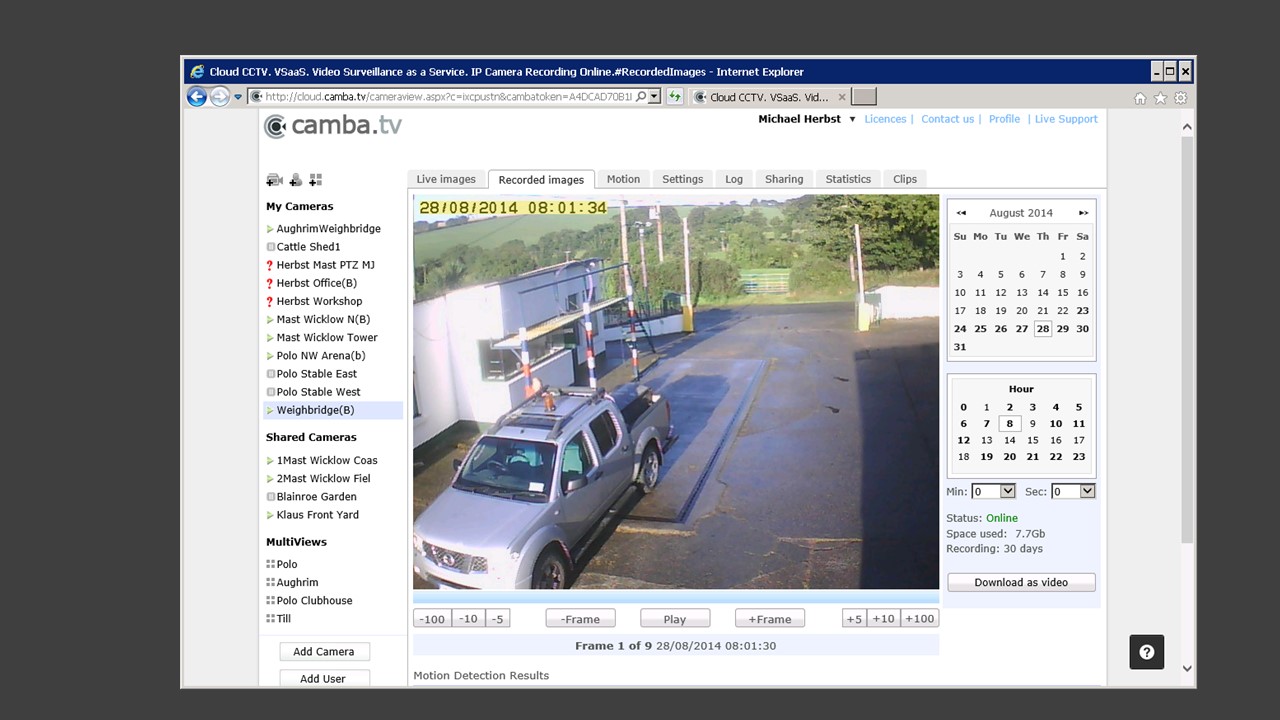 Cloud CCTV. VSaaS. Video Surveillance as a Service. IP Camera Recording Online.#RecordedImages - Internet Explorer
http://cloud.camba.tv/cameraview.aspx?c=ixcpustn&cambatoken=A4DCAD70B1
Cloud CCTV. VSaaS. Vid...
camba.tv
Michael Herbst ▼ Licences | Contact us | Profile | Live Support
Live images Recorded images Motion Settings Log Sharing Statistics Clips
My Cameras
AughrimWeighbridge
Cattle Shed1
Herbst Mast PTZ MJ
Herbst Office(B)
Herbst Workshop
Mast Wicklow N(B)
Mast Wicklow Tower
Polo NW Arena(b)
Polo Stable East
Polo Stable West
Weighbridge(B)
Shared Cameras
1Mast Wicklow Coas
2Mast Wicklow Fiel
Blainroe Garden
Klaus Front Yard
MultiViews
Polo
Aughrim
Polo Clubhouse
Till
Add Camera
Add User
28/08/2014 08:01:34
-100 -10 -5 -Frame Play +Frame +5 +10 +100
Frame 1 of 9 28/08/2014 08:01:30
Motion Detection Results
August 2014
Su Mo Tu We Th Fr Sa
1 2
3 4 5 6 7 8 9
10 11 12 13 14 15 16
17 18 19 20 21 22 23
24 25 26 27 28 29 30
31
Hour
0 1 2 3 4 5
6 7 8 9 10 11
12 13 14 15 16 17
18 19 20 21 22 23
Min: 0 Sec: 0
Status: Online
Space used: 7.7Gb
Recording: 30 days
Download as video
?